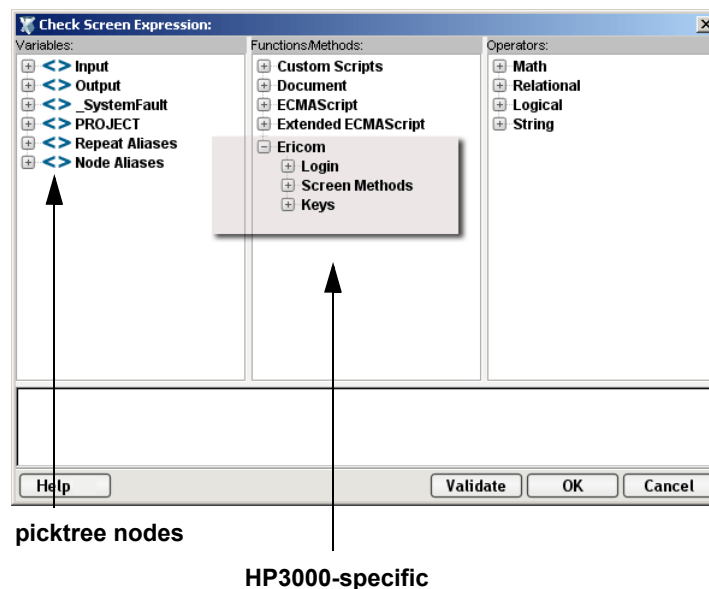 Check Screen Expression:
Variables:
Functions/Methods:
Operators:
<> Input
<> Output
<> _SystemFault
<> PROJECT
<> Repeat Aliases
<> Node Aliases
Custom Scripts
Document
ECMAScript
Extended ECMAScript
Ericom
Login
Screen Methods
Keys
Math
Relational
Logical
String
Help
Validate
OK
Cancel
picktree nodes
HP3000-specific